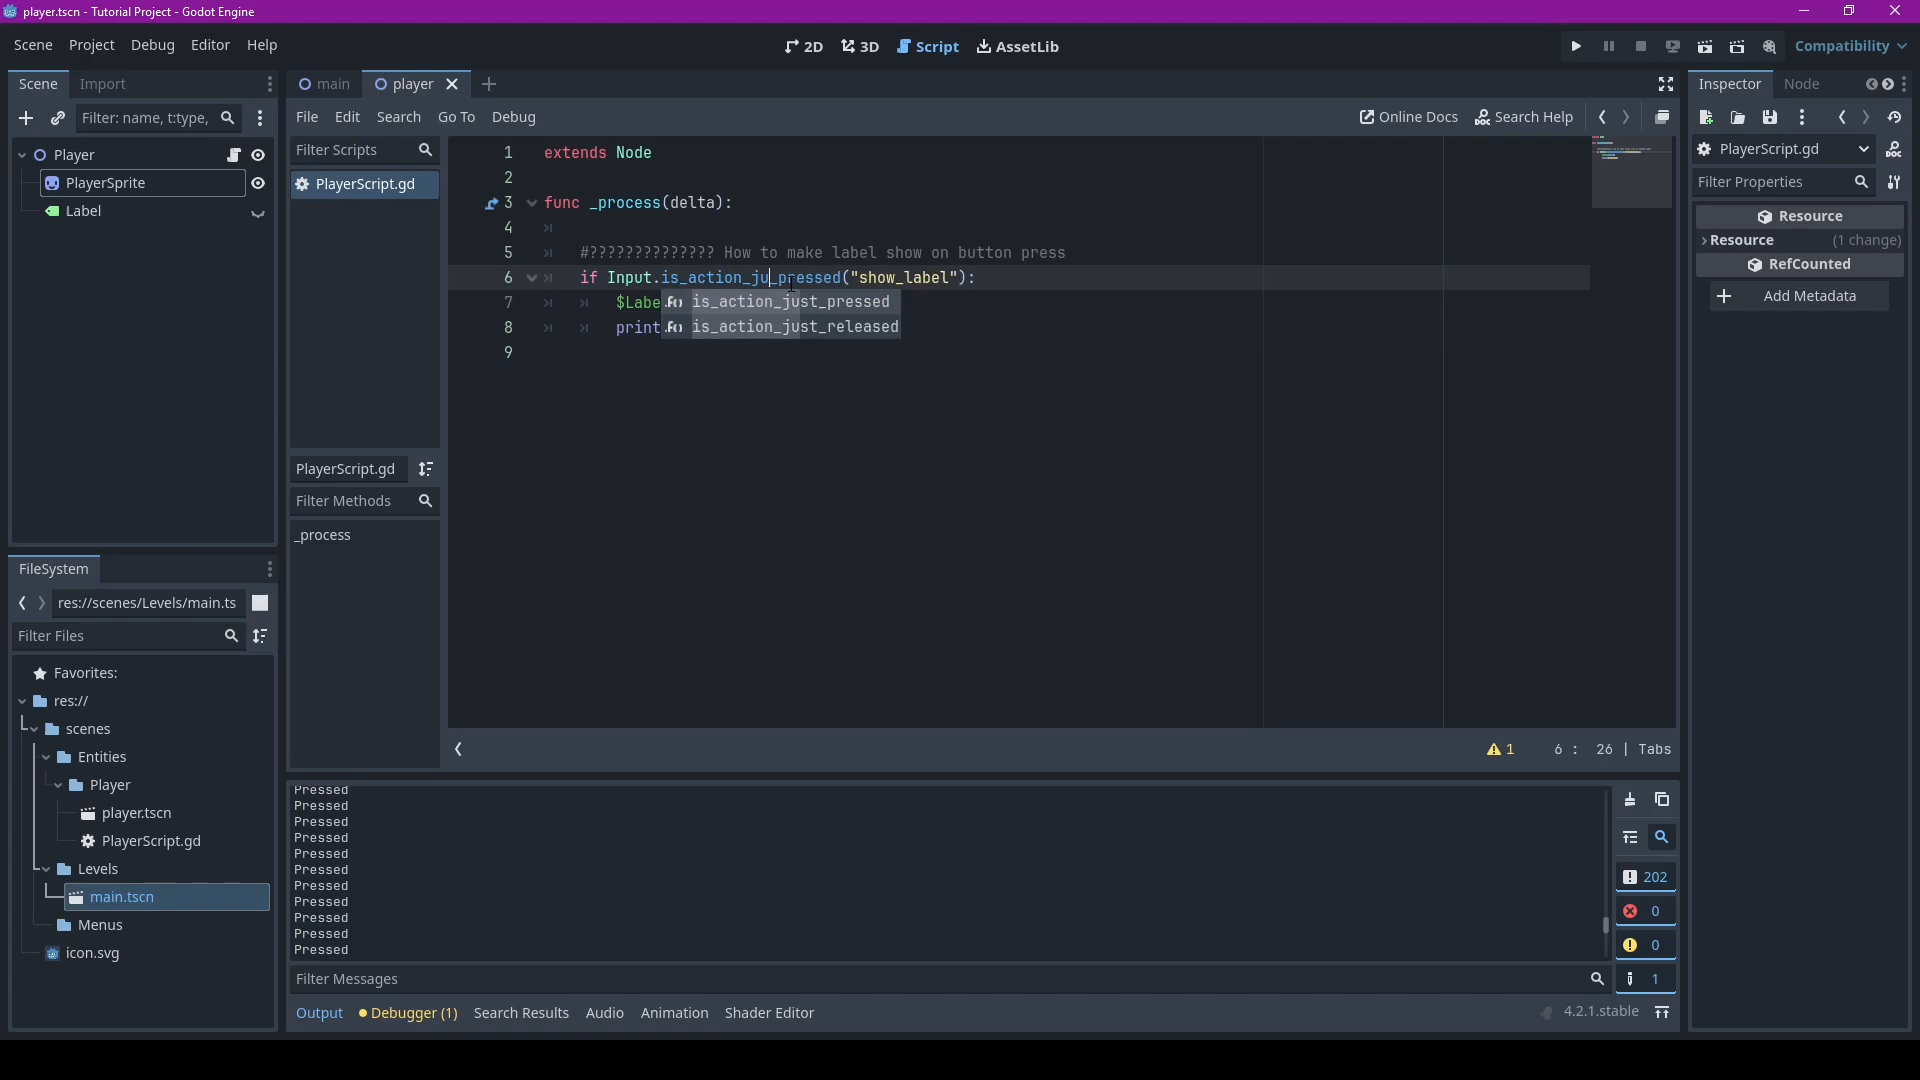 player.tscn - Tutorial Project - Godot Engine
Scene Project Debug Editor Help
2D 3D Script AssetLib
Compatibility
Scene Import
Filter: name, t:type,
Player
PlayerSprite
Label
FileSystem
res://scenes/Levels/main.ts
Filter Files
Favorites:
res://
scenes
Entities
Player
player.tscn
PlayerScript.gd
Levels
main.tscn
Menus
icon.svg
main player
File Edit Search Go To Debug
Online Docs Search Help
Filter Scripts
PlayerScript.gd
PlayerScript.gd
Filter Methods
_process
1 extends Node
2
3 func _process(delta):
4
5 #?????????????? How to make label show on button press
6 if Input.is_action_ju_pressed("show_label"):
7 $Labe
is_action_just_pressed
8 print
is_action_just_released
9
1 6 : 26 | Tabs
Pressed
Pressed
Pressed
Pressed
Pressed
Pressed
Pressed
Pressed
Pressed
Pressed
Pressed
202
0
0
1
Filter Messages
Output Debugger (1) Search Results Audio Animation Shader Editor
4.2.1.stable
Inspector Node
PlayerScript.gd
Filter Properties
Resource
Resource (1 change)
RefCounted
Add Metadata